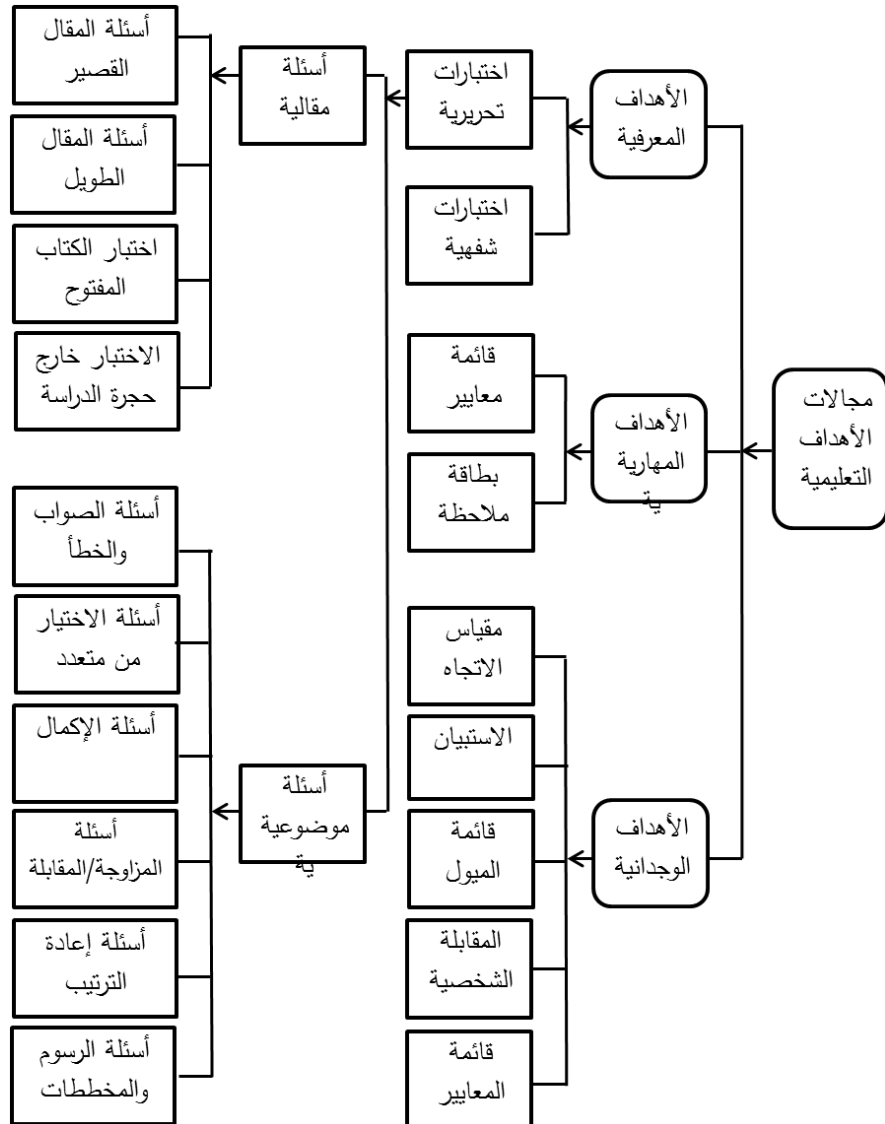 مجالات
الأهداف
التعليمية
الأهداف
المعرفية
اختبارات
تحريرية
اختبارات
شفهية
أسئلة
مقالية
أسئلة المقال
القصير
أسئلة المقال
الطويل
اختبار الكتاب
المفتوح
الاختبار خارج
حجرة الدراسة
أسئلة
موضوعية
ية
أسئلة الصواب
والخطأ
أسئلة الاختيار
من متعدد
أسئلة الإكمال
أسئلة
المزاوجة/المقابلة
أسئلة إعادة
الترتيب
أسئلة الرسوم
والمخططات
الأهداف
المهارية
ية
قائمة
معايير
بطاقة
ملاحظة
الأهداف
الوجدانية
مقياس
الاتجاه
الاستبيان
قائمة
الميول
المقابلة
الشخصية
قائمة
المعايير